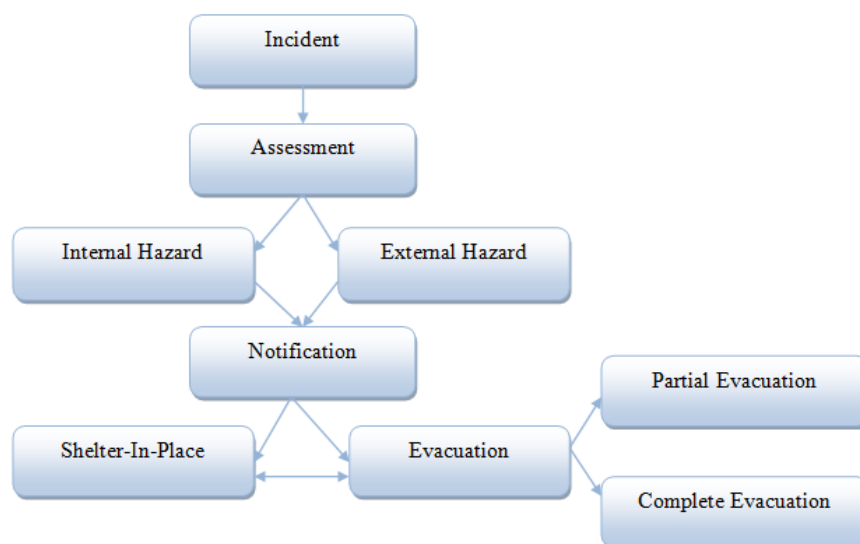 Incident
Assessment
Internal Hazard
External Hazard
Notification
Partial Evacuation
Shelter-In-Place
Evacuation
Complete Evacuation